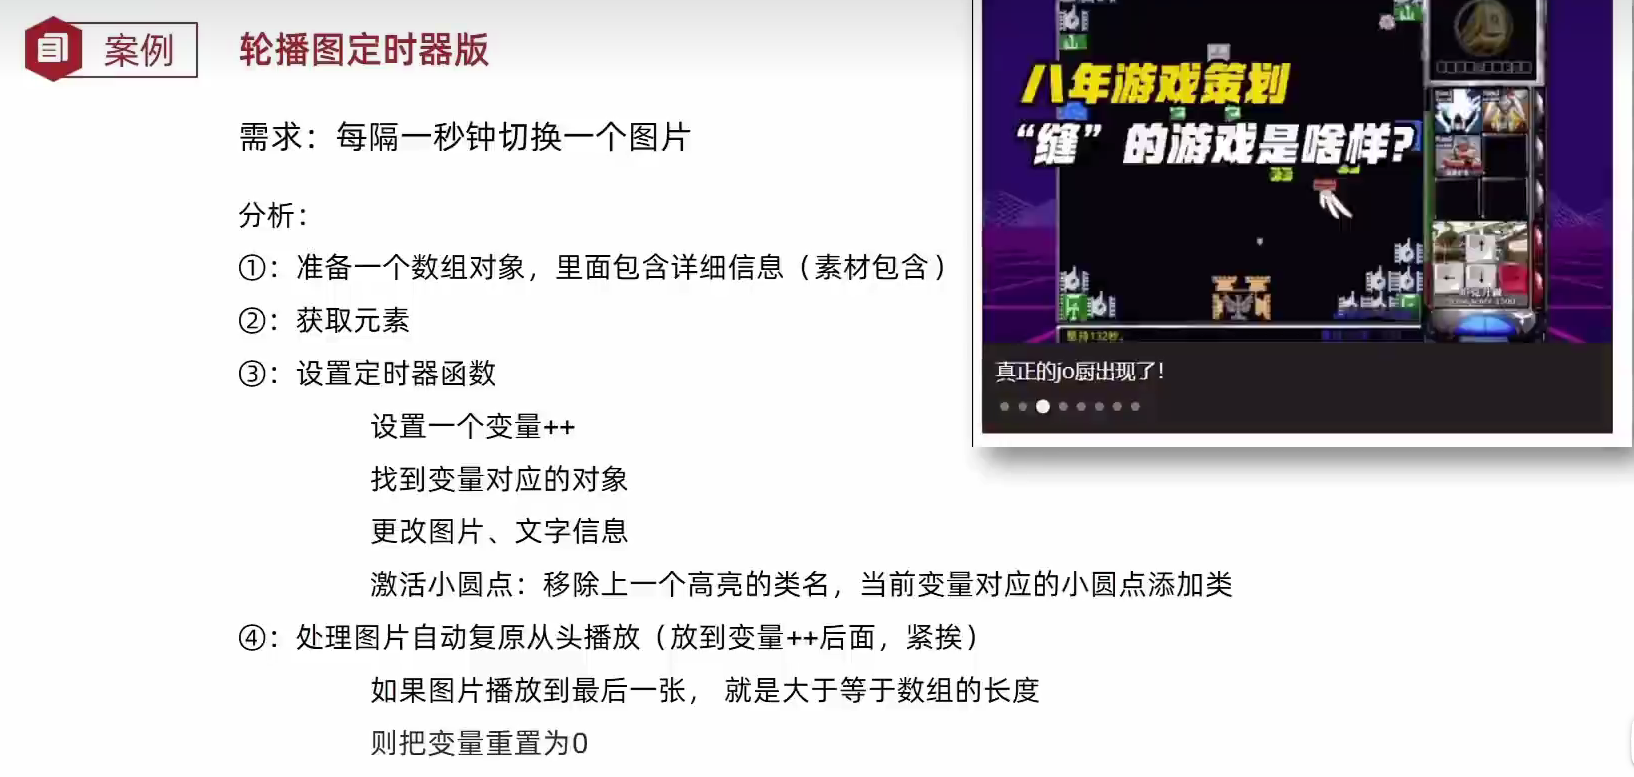 案例
轮播图定时器版
需求：每隔一秒钟切换一个图片
分析：
①：准备一个数组对象，里面包含详细信息（素材包含）
②：获取元素
③：设置定时器函数
设置一个变量++
找到变量对应的对象
更改图片、文字信息
激活小圆点：移除上一个高亮的类名，当前变量对应的小圆点添加类
④：处理图片自动复原从头播放（放到变量++后面，紧挨）
如果图片播放到最后一张， 就是大于等于数组的长度
则把变量重置为0
八年游戏策划
“缝”的游戏是啥样?
真正的jo厨出现了!